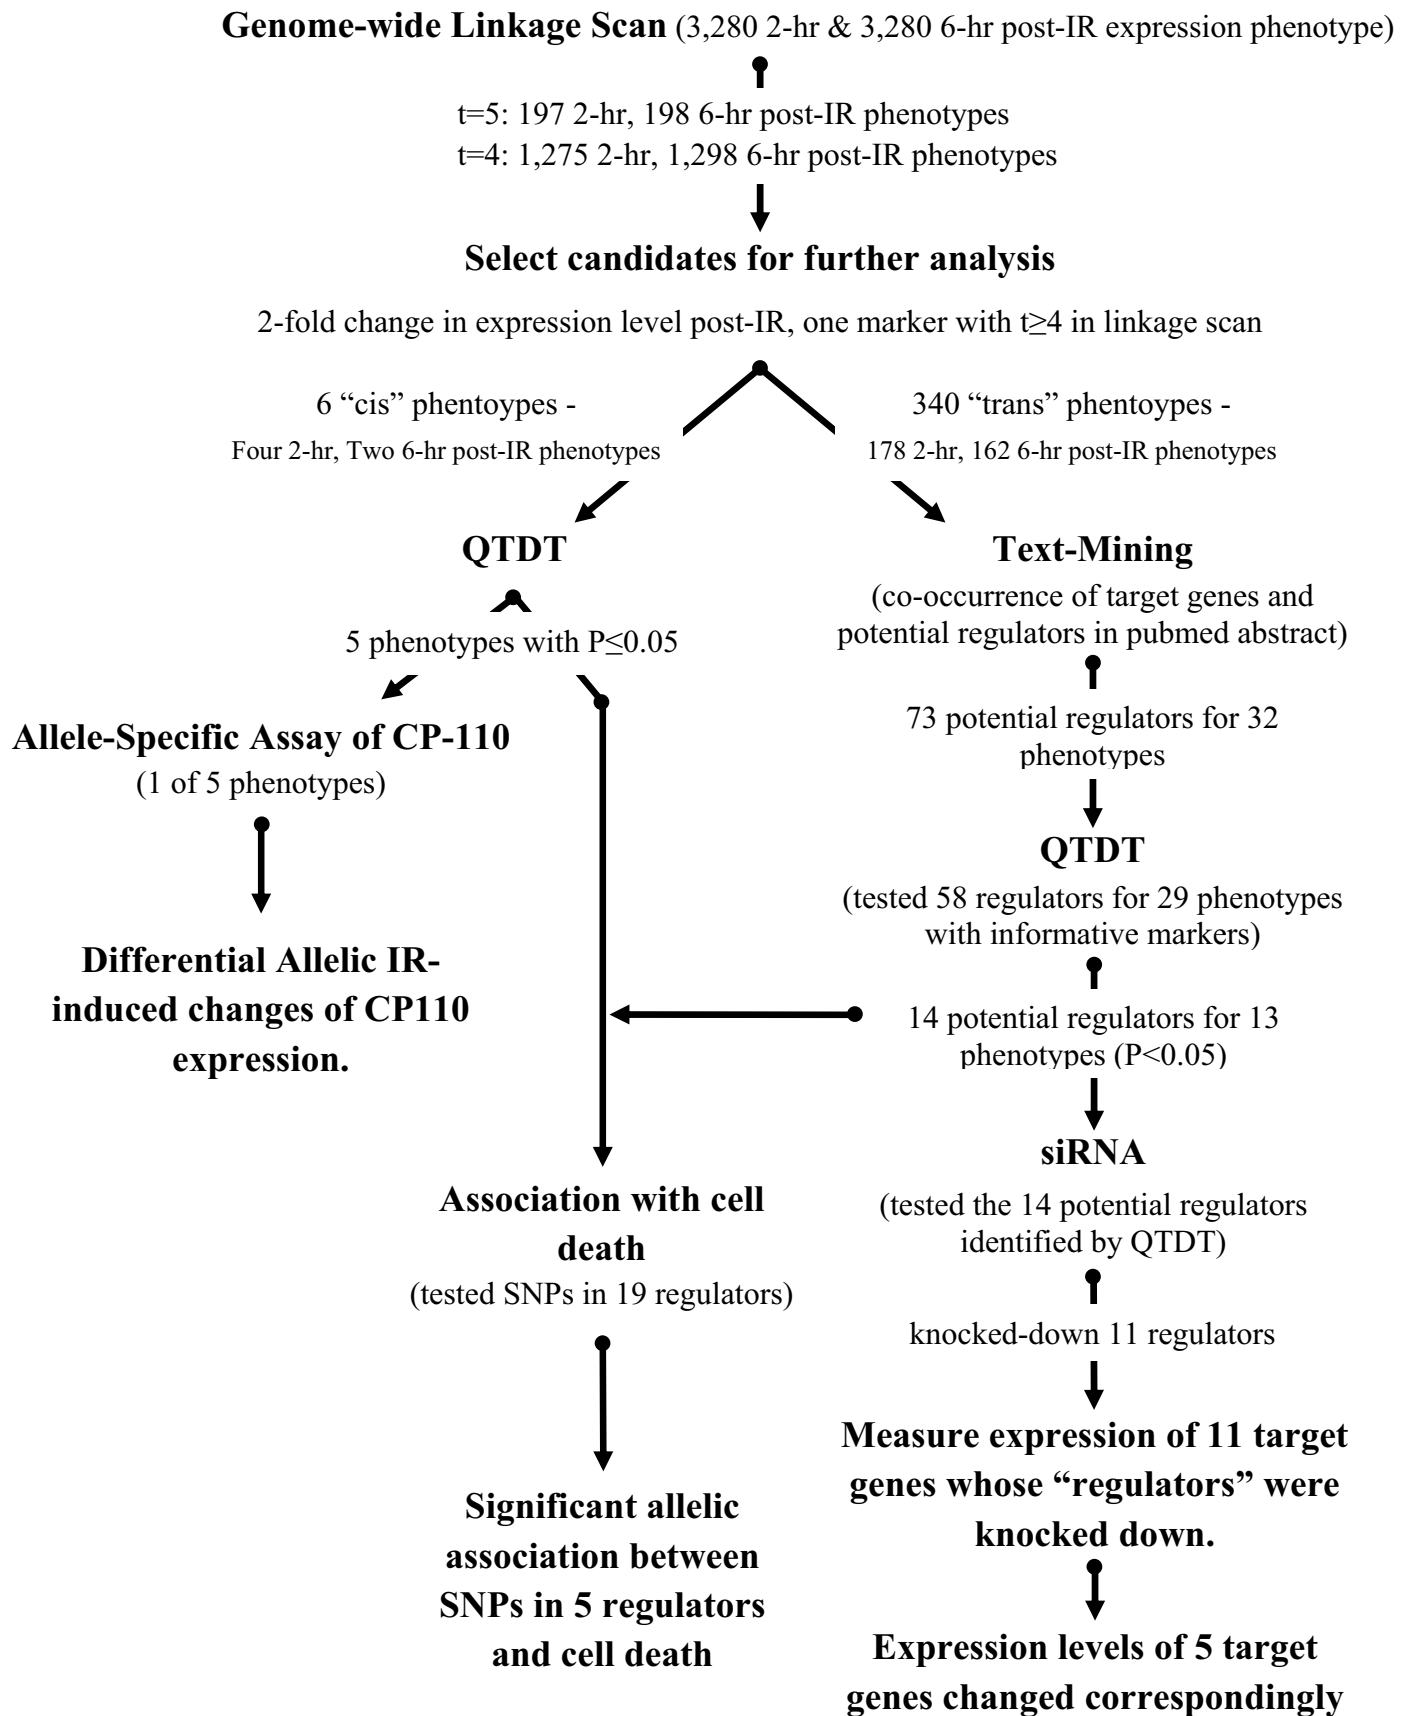 Genome-wide Linkage Scan (3,280 2-hr & 3,280 6-hr post-IR expression phenotype)
t=5: 197 2-hr, 198 6-hr post-IR phenotypes
t=4: 1,275 2-hr, 1,298 6-hr post-IR phenotypes
Select candidates for further analysis
2-fold change in expression level post-IR, one marker with t≥4 in linkage scan
6 “cis” phentoypes -
Four 2-hr, Two 6-hr post-IR phenotypes
340 “trans” phentoypes -
178 2-hr, 162 6-hr post-IR phenotypes
QTDT
5 phenotypes with P≤0.05
Allele-Specific Assay of CP-110
(1 of 5 phenotypes)
Differential Allelic IR-
induced changes of CP110
expression.
Text-Mining
(co-occurrence of target genes and
potential regulators in pubmed abstract)
73 potential regulators for 32
phenotypes
QTDT
(tested 58 regulators for 29 phenotypes
with informative markers)
14 potential regulators for 13
phenotypes (P<0.05)
Association with cell
death
(tested SNPs in 19 regulators)
Significant allelic
association between
SNPs in 5 regulators
and cell death
siRNA
(tested the 14 potential regulators
identified by QTDT)
knocked-down 11 regulators
Measure expression of 11 target
genes whose “regulators” were
knocked down.
Expression levels of 5 target
genes changed correspondingly